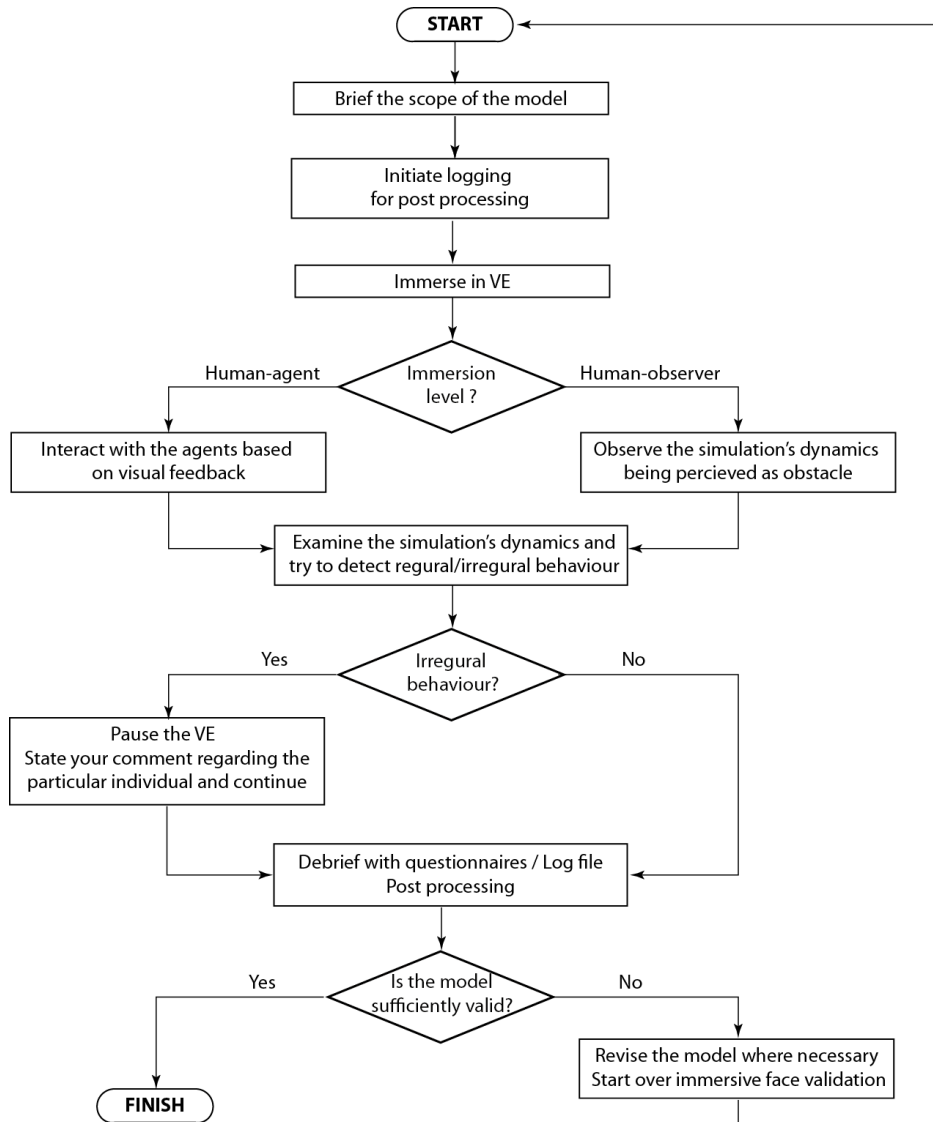 START
Brief the scope of the model
Initiate logging
for post processing
Immerse in VE
Immersion
level ?
Human-agent
Human-observer
Interact with the agents based
on visual feedback
Observe the simulation's dynamics
being percieved as obstacle
Examine the simulation's dynamics and
try to detect regural/irregural behaviour
Irregural
behaviour?
Yes
No
Pause the VE
State your comment regarding the
particular individual and continue
Debrief with questionnaires / Log file
Post processing
Is the model
sufficiently valid?
Yes
No
Revise the model where necessary
Start over immersive face validation
FINISH